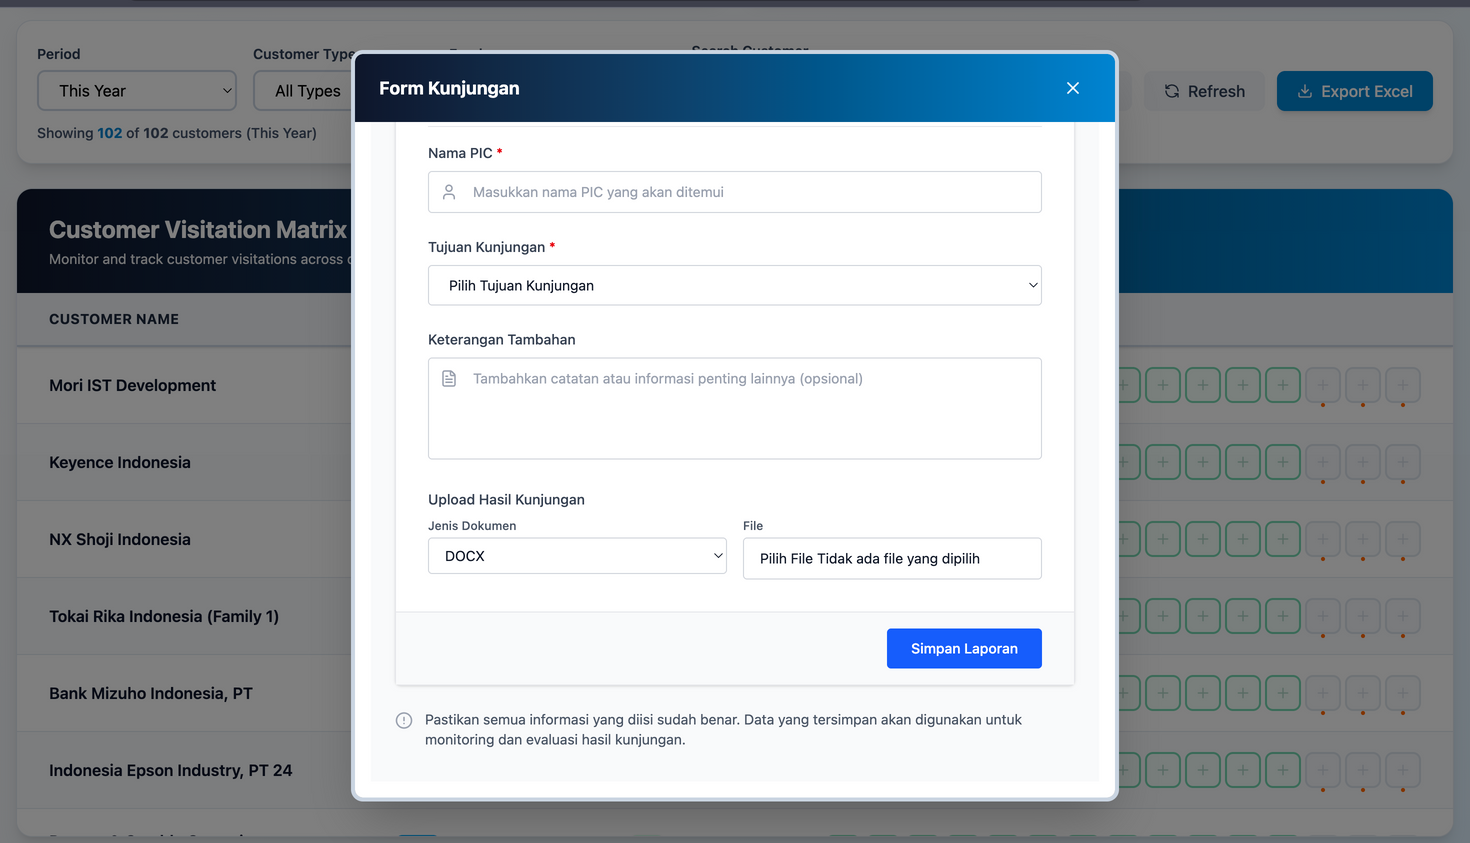 Period
Customer Type
This Year
All Types
Showing 102 of 102 customers (This Year)
Refresh
Export Excel
Customer Visitation Matrix
Monitor and track customer visitations across
CUSTOMER NAME
Mori IST Development
Keyence Indonesia
NX Shoji Indonesia
Tokai Rika Indonesia (Family 1)
Bank Mizuho Indonesia, PT
Indonesia Epson Industry, PT 24
Form Kunjungan
Nama PIC *
Masukkan nama PIC yang akan ditemui
Tujuan Kunjungan *
Pilih Tujuan Kunjungan
Keterangan Tambahan
Tambahkan catatan atau informasi penting lainnya (opsional)
Upload Hasil Kunjungan
Jenis Dokumen
File
DOCX
Pilih File Tidak ada file yang dipilih
Simpan Laporan
Pastikan semua informasi yang diisi sudah benar. Data yang tersimpan akan digunakan untuk
monitoring dan evaluasi hasil kunjungan.